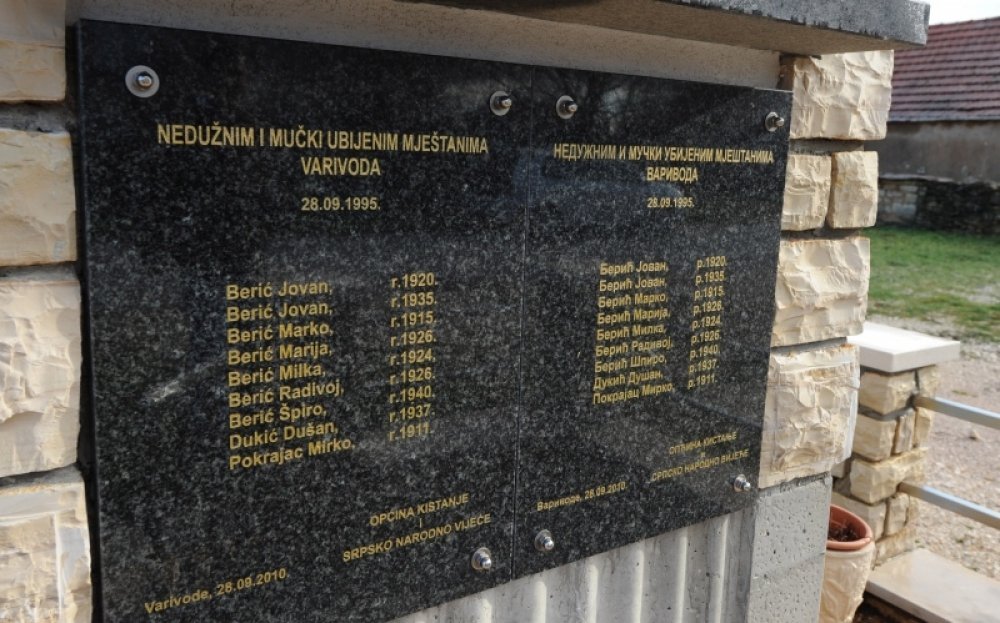 NEDUŽNIM I MUČKI UBIJENIM MJEŠTANIMA
VARIVODA
28.09.1995.
Berić Jovan, r.1920.
Berić Jovan, r.1935.
Berić Marko, r.1915.
Berić Marija, r.1926.
Berić Milka, r.1924.
Berić Radivoj, r.1926.
Berić Špiro, r.1940.
Dukić Dušan, r.1937.
Pokrajac Mirko, r.1911.
OPĆINA KISTANJE
I
SRPSKO NARODNO VIJEĆE
Varivode, 28.09.2010.
НЕДУЖНИМ И МУЧКИ УБИЈЕНИМ МЈЕШТАНИМА
ВАРИВОДА
28.09.1995.
Берић Јован, р.1920.
Берић Јован, р.1935.
Берић Марко, р.1915.
Берић Марија, р.1926.
Берић Милка, р.1924.
Берић Радивој, р.1926.
Берић Шпиро, р.1940.
Дукић Душан, р.1937.
Покрајац Мирко, р.1911.
ОПЋИНА КИСТАЊЕ
И
СРПСКО НАРОДНО ВИЈЕЋЕ
Вариводе, 28.09.2010.